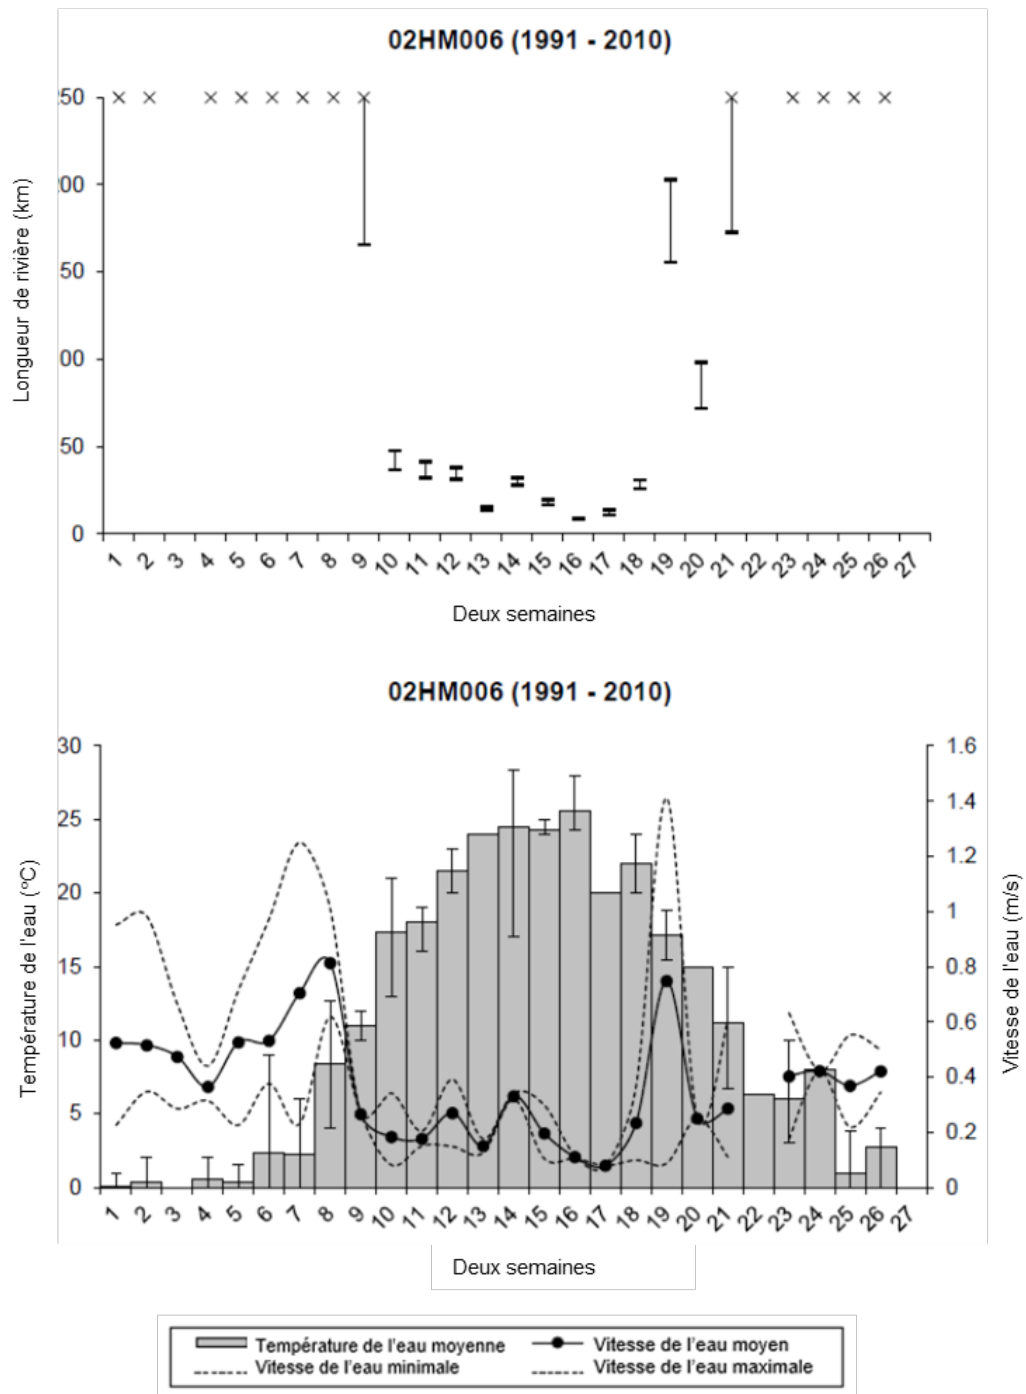 02HM006 (1991 - 2010)
50
00
50
00
50
0
Longueur de rivière (km)
1 2 3 4 5 6 7 8 9 10 11 12 13 14 15 16 17 18 19 20 21 22 23 24 25 26 27
Deux semaines
02HM006 (1991 - 2010)
30
25
20
15
10
5
0
Température de l'eau (°C)
1.6
1.4
1.2
1
0.8
0.6
0.4
0.2
0
Vitesse de l'eau (m/s)
1 2 3 4 5 6 7 8 9 10 11 12 13 14 15 16 17 18 19 20 21 22 23 24 25 26 27
Deux semaines
Température de l'eau moyenne
Vitesse de l'eau moyen
Vitesse de l'eau minimale
Vitesse de l'eau maximale